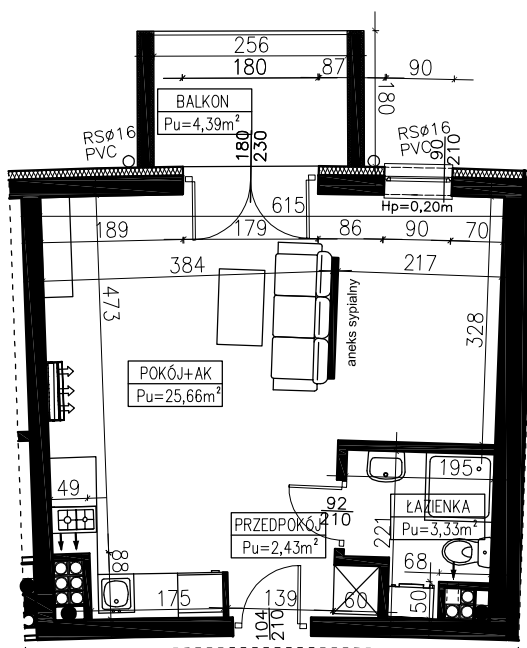 256
180
87
90
BALKON
Pu=4,39m²
180
RSø16
PVC
RSø16
PVC
180
230
90
210
Hp=0,20m
615
189
179
86
90
70
384
217
473
aneks sypialny
328
POKÓJ+AK
Pu=25,66m²
195
49
92
210
ŁAZIENKA
Pu=3,33m²
PRZEDPOKÓJ
Pu=2,43m²
221
88
68
175
139
60
50
104
210